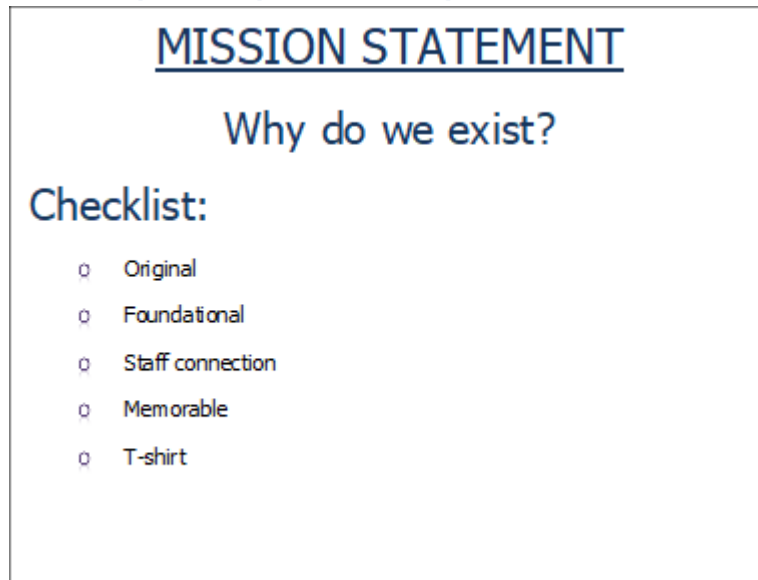 MISSION STATEMENT
Why do we exist?
Checklist:
o Original
o Foundational
o Staff connection
o Memorable
o T-shirt